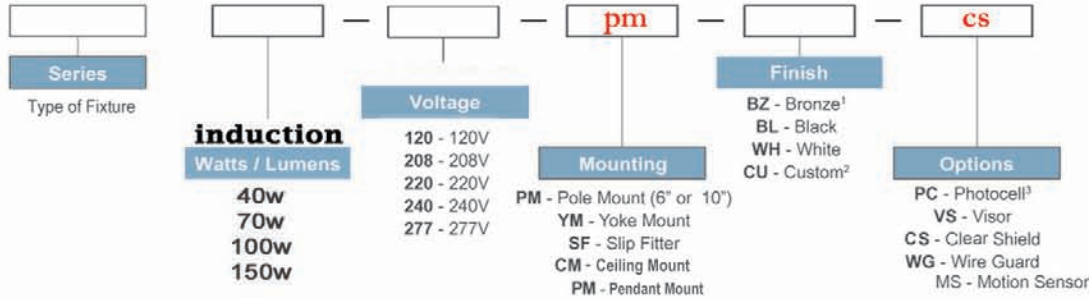 — — pm — — cs
Series
Type of Fixture
induction
Watts / Lumens
40w
70w
100w
150w
Voltage
120 - 120V
208 - 208V
220 - 220V
240 - 240V
277 - 277V
Mounting
PM - Pole Mount (6" or 10")
YM - Yoke Mount
SF - Slip Fitter
CM - Ceiling Mount
PM - Pendant Mount
Finish
BZ - Bronze¹
BL - Black
WH - White
CU - Custom²
Options
PC - Photocell³
VS - Visor
CS - Clear Shield
WG - Wire Guard
MS - Motion Sensor